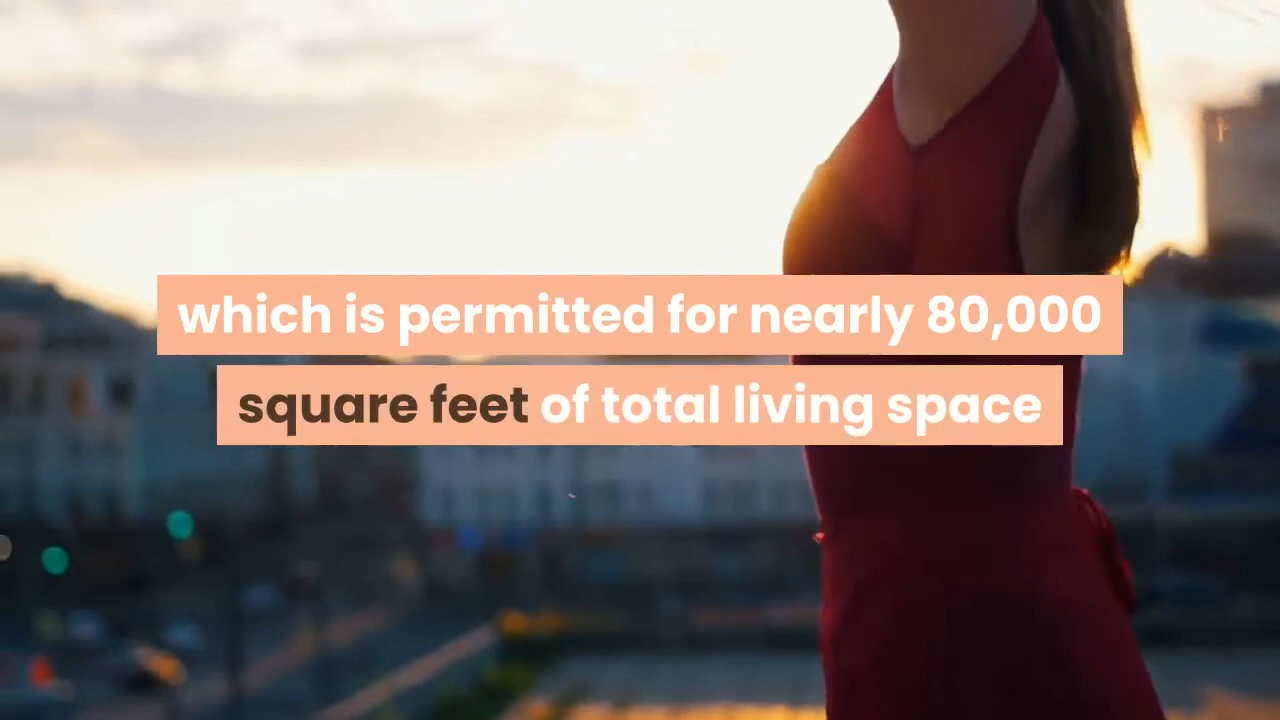 which is permitted for nearly 80,000
square feet of total living space